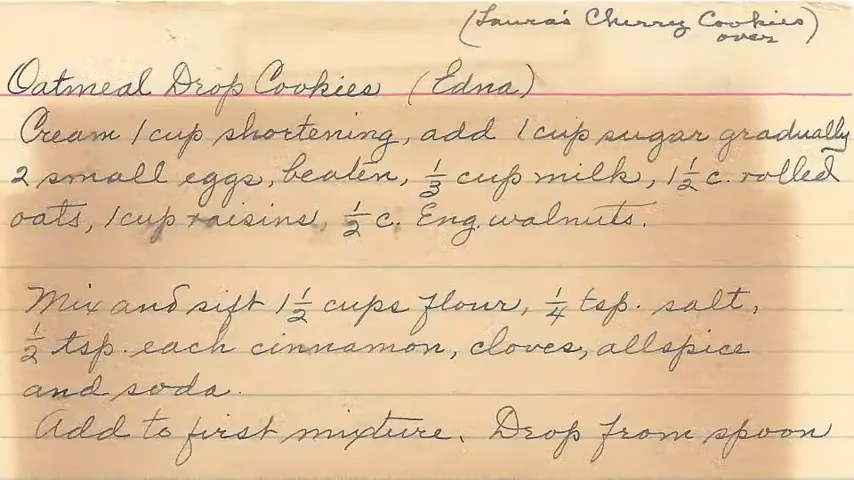 (Laura's Cherry Cookies
over)
Oatmeal Drop Cookies (Edna)
Cream 1 cup shortening, add 1 cup sugar gradually
2 small eggs, beaten, 1/3 cup milk, 1 1/2 c. rolled
oats, 1 cup raisins, 1/2 c. Eng. walnuts.
Mix and sift 1 1/2 cups flour, 1/4 tsp. salt,
1/2 tsp. each cinnamon, cloves, allspice
and soda.
Add to first mixture. Drop from spoon